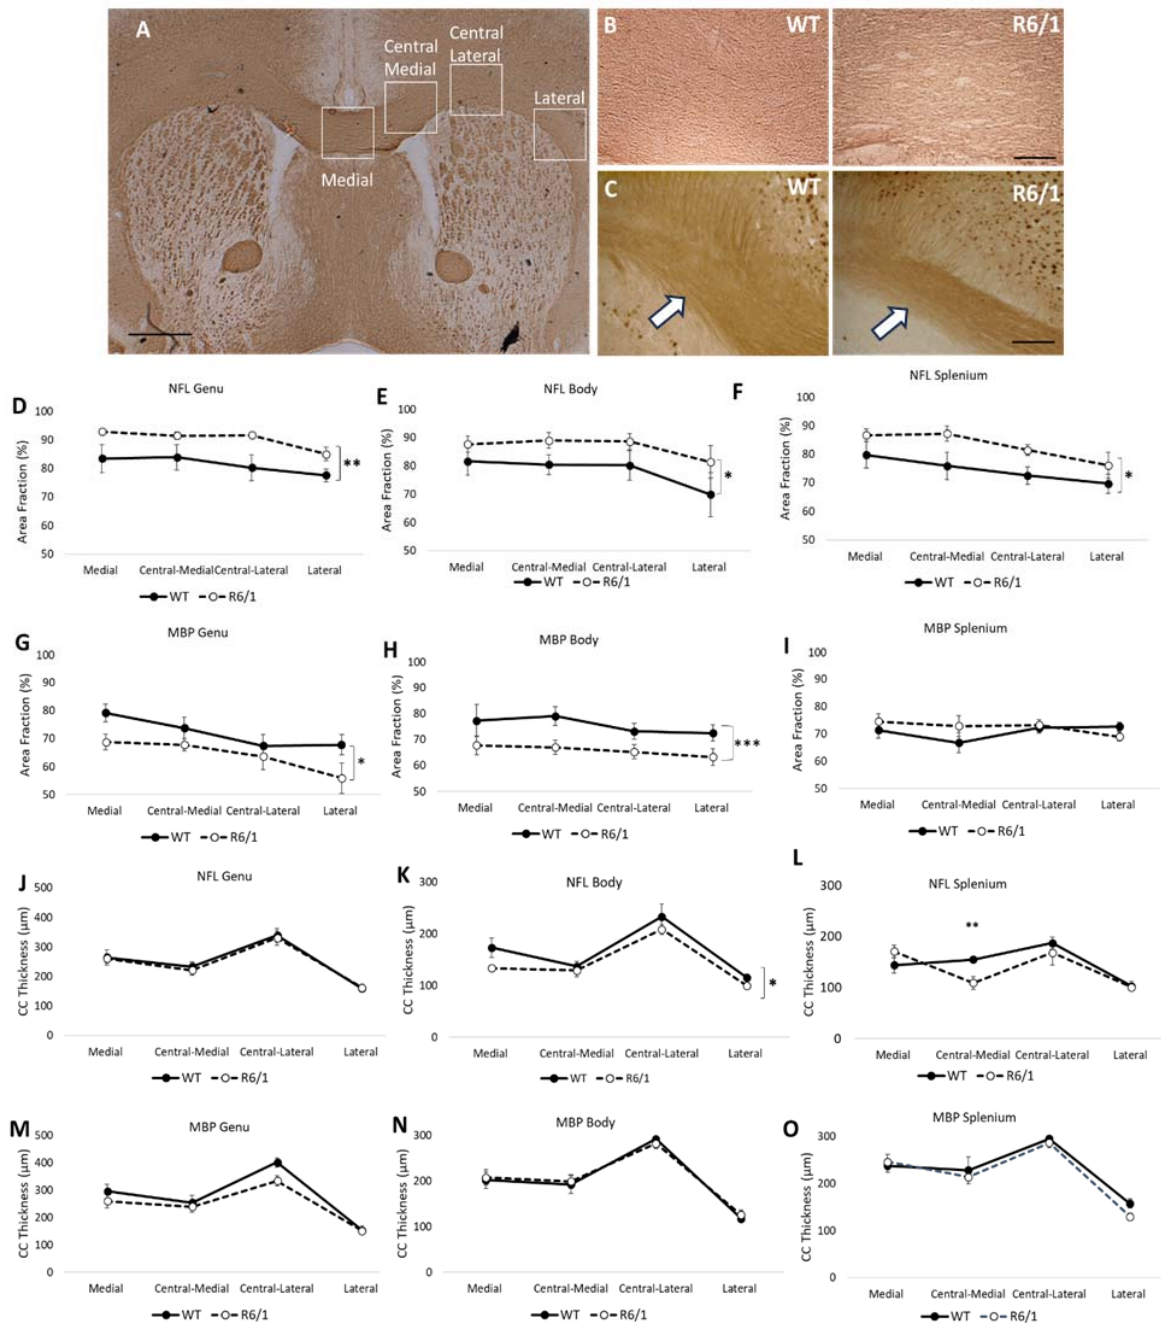 A
Central
Medial
Central
Lateral
Lateral
Medial
B
WT
R6/1
C
WT
R6/1
D
NFL Genu
Area Fraction (%)
100
90
80
70
60
50
**
Medial
Central-Medial
Central-Lateral
Lateral
WT
R6/1
E
NFL Body
Area Fraction (%)
100
90
80
70
60
50
*
Medial
Central-Medial
Central-Lateral
Lateral
WT
R6/1
F
NFL Splenium
Area Fraction (%)
100
90
80
70
60
50
*
Medial
Central-Medial
Central-Lateral
Lateral
WT
R6/1
G
MBP Genu
Area Fraction (%)
100
90
80
70
60
50
*
Medial
Central-Medial
Central-Lateral
Lateral
WT
R6/1
H
MBP Body
Area Fraction (%)
100
90
80
70
60
50
***
Medial
Central-Medial
Central-Lateral
Lateral
WT
R6/1
I
MBP Splenium
Area Fraction (%)
100
90
80
70
60
50
Medial
Central-Medial
Central-Lateral
Lateral
WT
R6/1
J
NFL Genu
CC Thickness (µm)
500
400
300
200
100
0
Medial
Central-Medial
Central-Lateral
Lateral
WT
R6/1
K
NFL Body
CC Thickness (µm)
300
200
100
0
*
Medial
Central-Medial
Central-Lateral
Lateral
WT
R6/1
L
NFL Splenium
CC Thickness (µm)
300
200
100
0
**
Medial
Central-Medial
Central-Lateral
Lateral
WT
R6/1
M
MBP Genu
CC Thickness (µm)
500
400
300
200
100
0
Medial
Central-Medial
Central-Lateral
Lateral
WT
R6/1
N
MBP Body
CC Thickness (µm)
300
200
100
0
Medial
Central-Medial
Central-Lateral
Lateral
WT
R6/1
O
MBP Splenium
CC Thickness (µm)
300
200
100
0
Medial
Central-Medial
Central-Lateral
Lateral
WT
R6/1